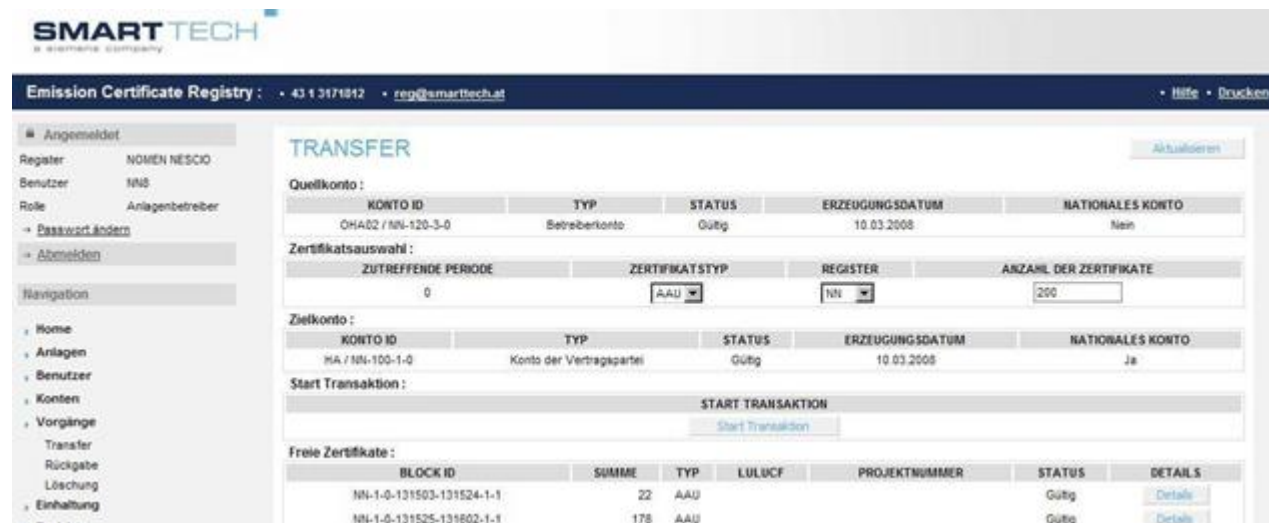 SMART TECH
a siemens company
Emission Certificate Registry : • 43 1 3171812 • reg@smarttech.at • Hilfe • Drucken
Angemeldet
Register NOMEN NESCIO
Benutzer NN8
Rolle Anlagenbetreiber
Passwort ändern
Abmelden
Navigation
Home
Anlagen
Benutzer
Konten
Vorgänge
Transfer
Rückgabe
Löschung
Einhaltung
TRANSFER Aktualisieren
Quellkonto :
KONTO ID TYP STATUS ERZEUGUNGSDATUM NATIONALES KONTO
OHA02 / NN-120-3-0 Betreiberkonto Gültig 10.03.2008 Nein
Zertifikatsauswahl :
ZUTREFFENDE PERIODE ZERTIFIKATSTYP REGISTER ANZAHL DER ZERTIFIKATE
0 AAU NN 200
Zielkonto :
KONTO ID TYP STATUS ERZEUGUNGSDATUM NATIONALES KONTO
HA / NN-100-1-0 Konto der Vertragspartei Gültig 10.03.2008 Ja
Start Transaktion :
START TRANSAKTION
Start Transaktion
Freie Zertifikate :
BLOCK ID SUMME TYP LULUCF PROJEKTNUMMER STATUS DETAILS
NN-1-0-131503-131524-1-1 22 AAU Gültig Details
NN-1-0-131525-131602-1-1 178 AAU Gültig Details